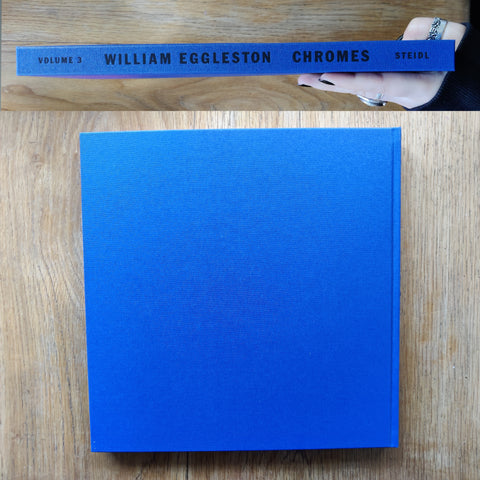 VOLUME 3 WILLIAM EGGLESTON CHROMES STEIDL